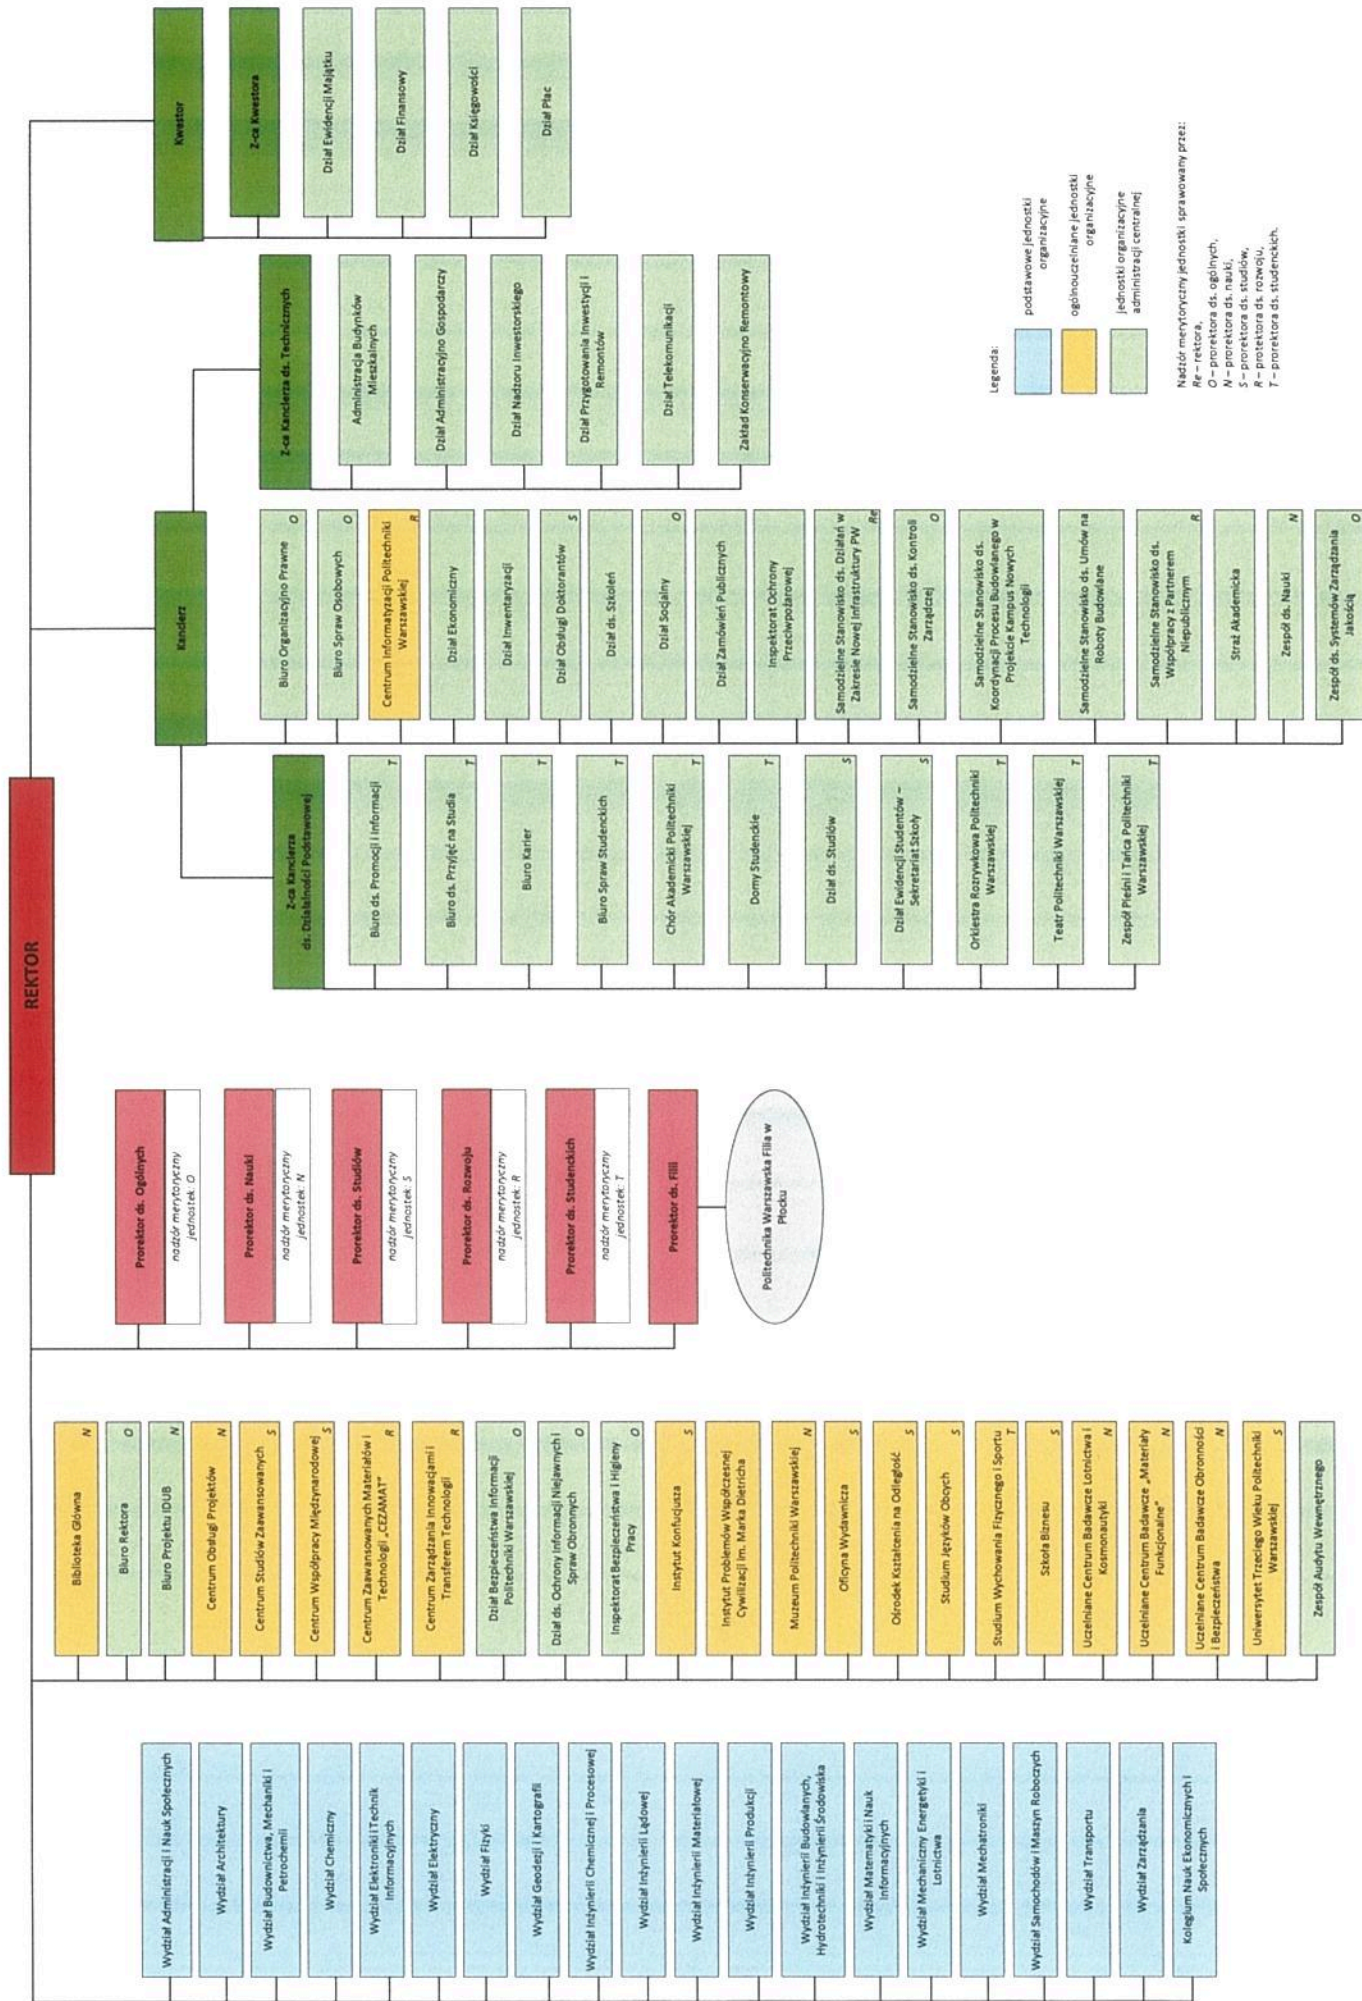 REKTOR
Wydział Administracji i Nauk Społecznych
Wydział Architektury
Wydział Budownictwa, Mechaniki i
Petrochemii
Wydział Chemiczny
Wydział Elektroniki i Technik
Informacyjnych
Wydział Elektryczny
Wydział Fizyki
Wydział Geodezji i Kartografii
Wydział Inżynierii Chemicznej i Procesowej
Wydział Inżynierii Lądowej
Wydział Inżynierii Materiałowej
Wydział Inżynierii Produkcji
Wydział Inżynierii Budowlanych,
Hydrotechniki i Inżynierii Środowiska
Wydział Matematyki i Nauk
Informacyjnych
Wydział Mechaniczny Energetyki i
Lotnictwa
Wydział Mechatroniki
Wydział Samochodów i Maszyn Roboczych
Wydział Transportu
Wydział Zarządzania
Kolegium Nauk Ekonomicznych i
Społecznych
Biblioteka Główna
N
Biuro Rektora
O
Biuro Projektu IDUB
N
Centrum Obsługi Projektów
N
Centrum Studiów Zaawansowanych
S
Centrum Współpracy Międzynarodowej
S
Centrum Zaawansowanych Materiałów i
Technologii „CEZAMAT"
R
Centrum Zarządzania Innowacjami i
Transferem Technologii
R
Dział Bezpieczeństwa Informacji
Politechniki Warszawskiej
O
Dział ds. Ochrony Informacji Niejawnych i
Spraw Obronnych
O
Inspektorat Bezpieczeństwa i Higieny
Pracy
O
Instytut Konfucjusza
S
Instytut Problemów Współczesnej
Cywilizacji im. Marka Dietricha
Muzeum Politechniki Warszawskiej
N
Oficyna Wydawnicza
S
Ośrodek Kształcenia na Odległość
S
Studium Języków Obcych
S
Studium Wychowania Fizycznego i Sportu
T
Szkoła Biznesu
S
Uczelniane Centrum Badawcze Lotnictwa i
Kosmonautyki
N
Uczelniane Centrum Badawcze „Materiały
Funkcjonalne"
N
Uczelniane Centrum Badawcze Obronności
i Bezpieczeństwa
N
Uniwersytet Trzeciego Wieku Politechniki
Warszawskiej
S
Zespół Audytu Wewnętrznego
Prorektor ds. Ogólnych
nadzór merytoryczny
jednostek: O
Prorektor ds. Nauki
nadzór merytoryczny
jednostek: N
Prorektor ds. Studiów
nadzór merytoryczny
jednostek: S
Prorektor ds. Rozwoju
nadzór merytoryczny
jednostek: R
Prorektor ds. Studenckich
nadzór merytoryczny
jednostek: T
Prorektor ds. Filii
Politechnika Warszawska Filia w
Płocku
Kanclerz
Z-ca Kanclerza
ds. Działalności Podstawowej
Biuro ds. Promocji i Informacji
T
Biuro ds. Przyjęć na Studia
T
Biuro Karier
T
Biuro Spraw Studenckich
T
Chór Akademicki Politechniki
Warszawskiej
T
Domy Studenckie
T
Dział ds. Studiów
S
Dział Ewidencji Studentów –
Sekretariat Szkoły
S
Orkiestra Rozrywkowa Politechniki
Warszawskiej
T
Teatr Politechniki Warszawskiej
T
Zespół Pieśni i Tańca Politechniki
Warszawskiej
T
Biuro Organizacyjno Prawne
O
Biuro Spraw Osobowych
O
Centrum Informatyzacji Politechniki
Warszawskiej
R
Dział Ekonomiczny
Dział Inwentaryzacji
Dział Obsługi Doktorantów
S
Dział ds. Szkoleń
Dział Socjalny
O
Dział Zamówień Publicznych
Inspektorat Ochrony
Przeciwpożarowej
Samodzielne Stanowisko ds. Działań w
Zakresie Nowej Infrastruktury PW
Re
Samodzielne Stanowisko ds. Kontroli
Zarządczej
O
Samodzielne Stanowisko ds.
Koordynacji Procesu Budowlanego w
Projekcie Kampus Nowych
Technologii
Samodzielne Stanowisko ds. Umów na
Roboty Budowlane
Samodzielne Stanowisko ds.
Współpracy z Partnerem
Niepublicznym
R
Straż Akademicka
Zespół ds. Nauki
N
Zespół ds. Systemów Zarządzania
Jakością
O
Z-ca Kanclerza ds. Technicznych
Administracja Budynków
Mieszkalnych
Dział Administracyjno Gospodarczy
Dział Nadzoru Inwestorskiego
Dział Przygotowania Inwestycji i
Remontów
Dział Telekomunikacji
Zakład Konserwacyjno Remontowy
Kwestor
Z-ca Kwestora
Dział Ewidencji Majątku
Dział Finansowy
Dział Księgowości
Dział Płac
Legenda:
podstawowe jednostki
organizacyjne
ogólnouczelniane jednostki
organizacyjne
jednostki organizacyjne
administracji centralnej
Nadzór merytoryczny jednostki sprawowany przez:
Re – rektora,
O – prorektora ds. ogólnych,
N – prorektora ds. nauki,
S – prorektora ds. studiów,
R – protektora ds. rozwoju,
T – prorektora ds. studenckich.